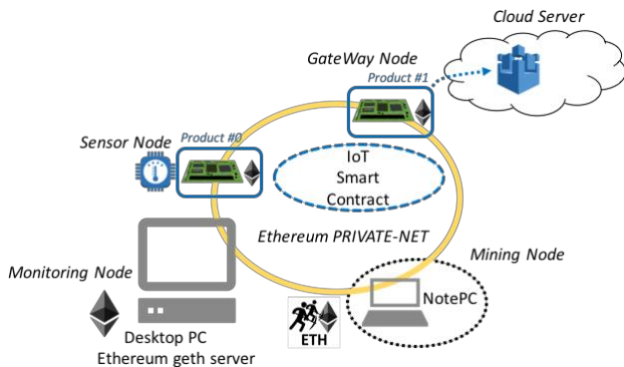 Cloud Server
GateWay Node
Product #1
Sensor Node
Product #0
IoT
Smart
Contract
Ethereum PRIVATE-NET
Mining Node
Monitoring Node
NotePC
ETH
Desktop PC
Ethereum geth server